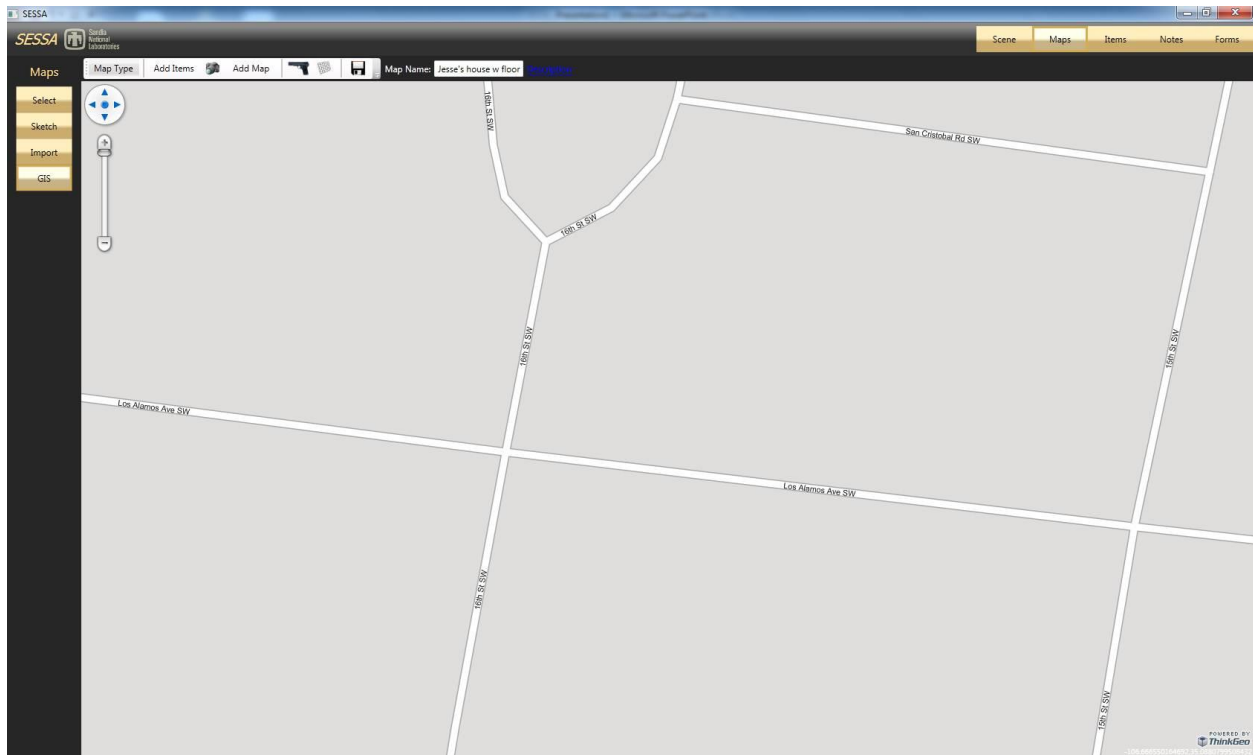 SESSA
SESSA Sandia National Laboratories
Scene Maps Items Notes Forms
Maps
Map Type Add Items Add Map Map Name: Jesse's house w floor
Select
Sketch
Import
GIS
16th St SW
San Cristobal Rd SW
16th St SW
16th St SW
15th St SW
Los Alamos Ave SW
Los Alamos Ave SW
16th St SW
15th St SW
POWERED BY
ThinkGeo